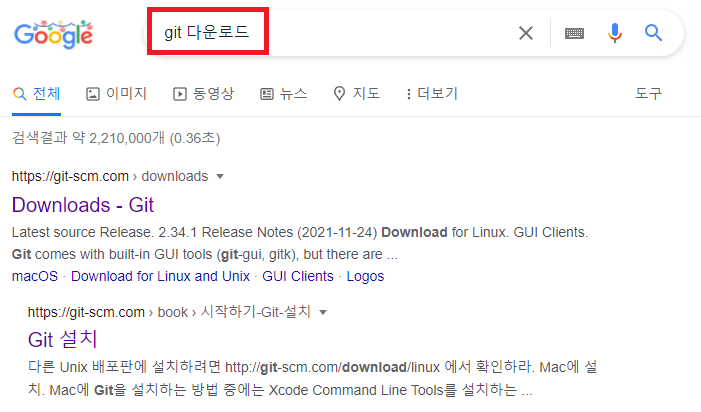 Google
git 다운로드
전체 이미지 동영상 뉴스 지도 더보기 도구
검색결과 약 2,210,000개 (0.36초)
https://git-scm.com › downloads
Downloads - Git
Latest source Release. 2.34.1 Release Notes (2021-11-24) Download for Linux. GUI Clients.
Git comes with built-in GUI tools (git-gui, gitk), but there are ...
macOS · Download for Linux and Unix · GUI Clients · Logos
https://git-scm.com › book › 시작하기-Git-설치
Git 설치
다른 Unix 배포판에 설치하려면 http://git-scm.com/download/linux 에서 확인하라. Mac에 설
치. Mac에 Git을 설치하는 방법 중에는 Xcode Command Line Tools를 설치하는 ...